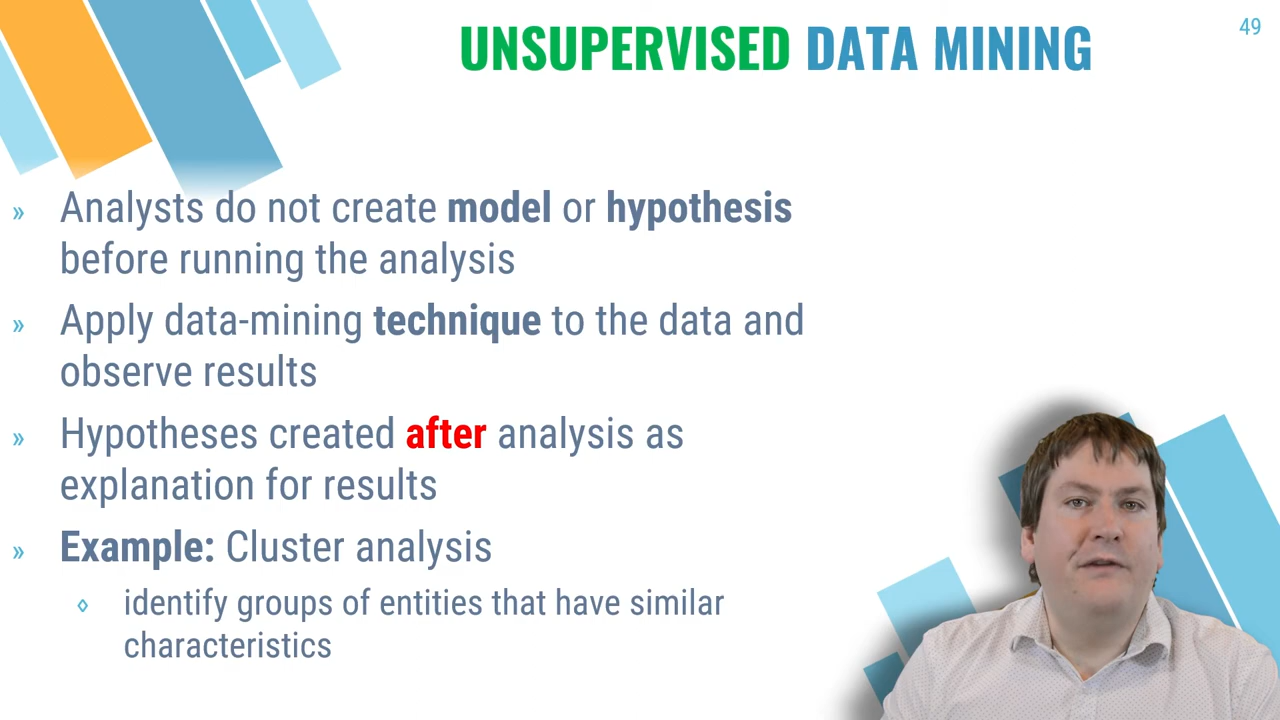 49
UNSUPERVISED DATA MINING
» Analysts do not create model or hypothesis
before running the analysis
» Apply data-mining technique to the data and
observe results
» Hypotheses created after analysis as
explanation for results
» Example: Cluster analysis
◊ identify groups of entities that have similar
characteristics